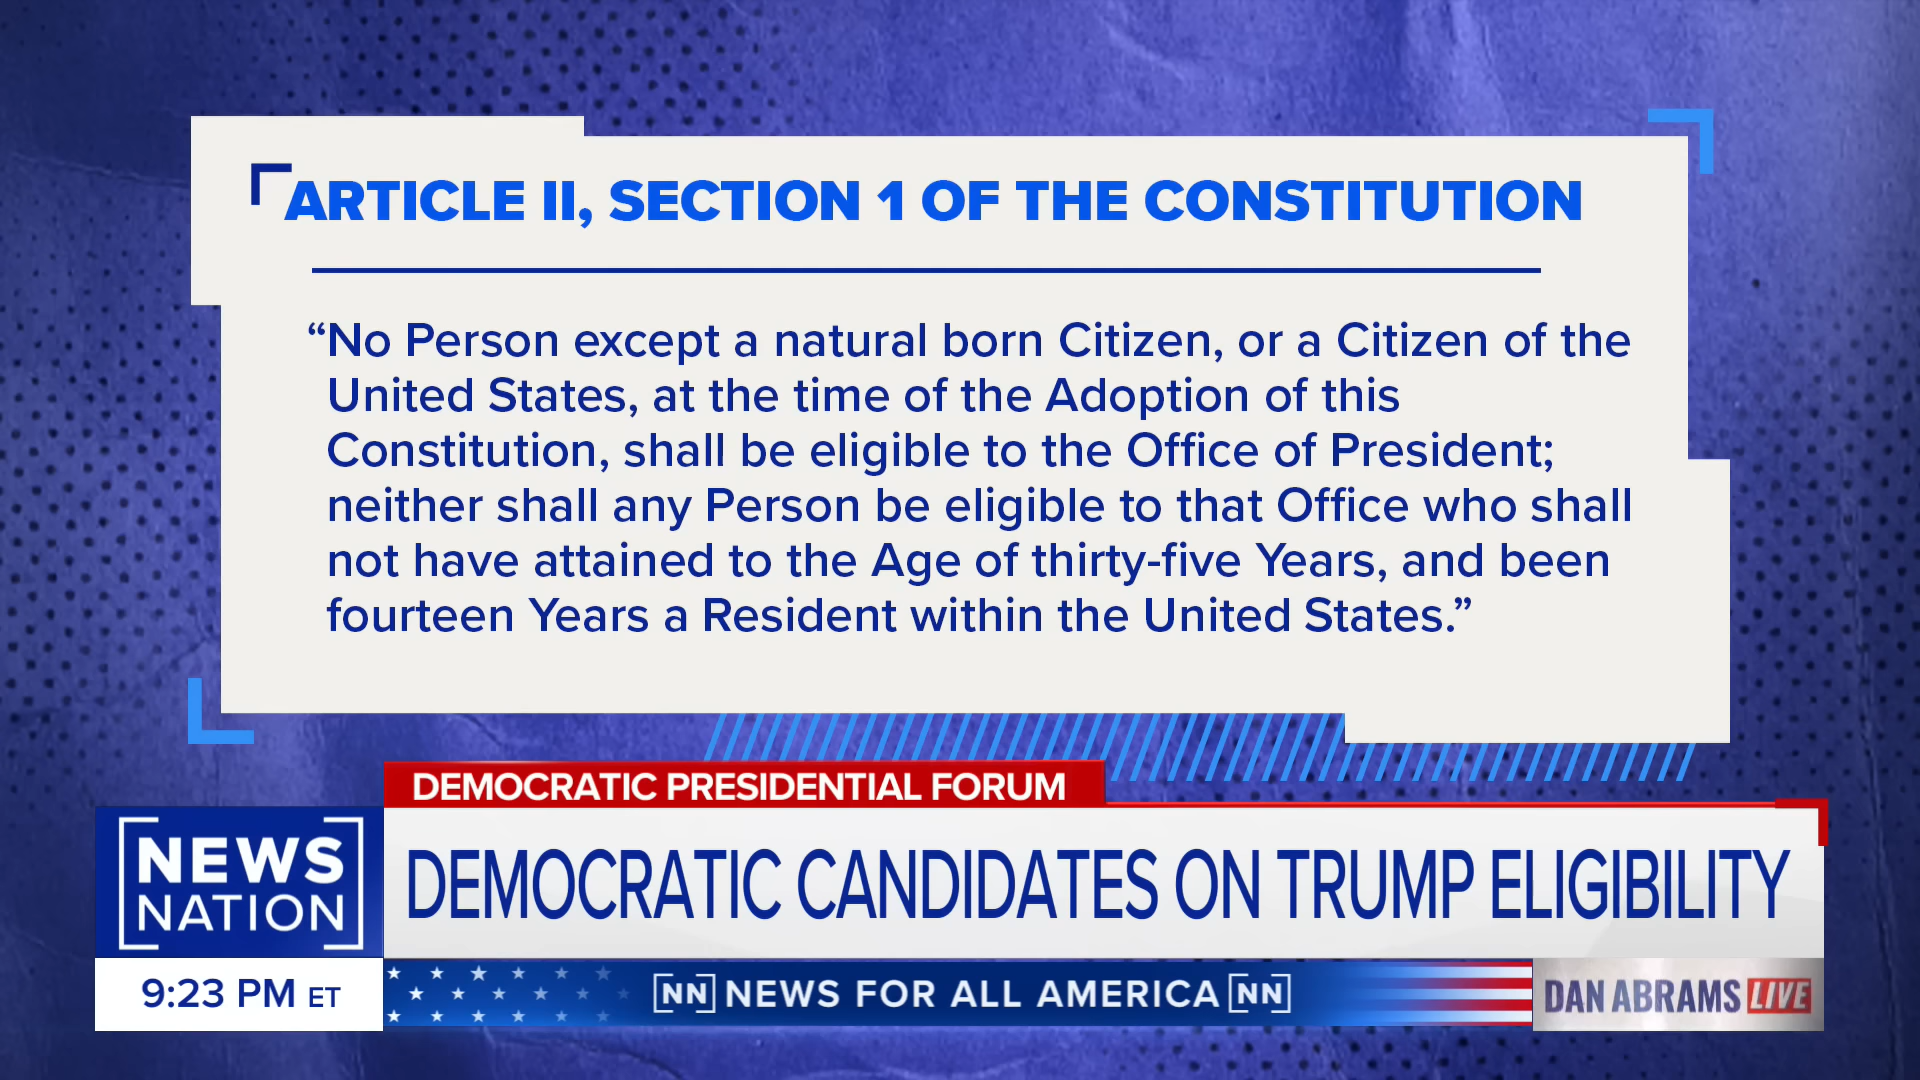 ARTICLE II, SECTION 1 OF THE CONSTITUTION
“No Person except a natural born Citizen, or a Citizen of the
United States, at the time of the Adoption of this
Constitution, shall be eligible to the Office of President;
neither shall any Person be eligible to that Office who shall
not have attained to the Age of thirty-five Years, and been
fourteen Years a Resident within the United States.”
DEMOCRATIC PRESIDENTIAL FORUM
NEWS
NATION
DEMOCRATIC CANDIDATES ON TRUMP ELIGIBILITY
9:23 PM ET
NN NEWS FOR ALL AMERICA NN
DAN ABRAMS LIVE